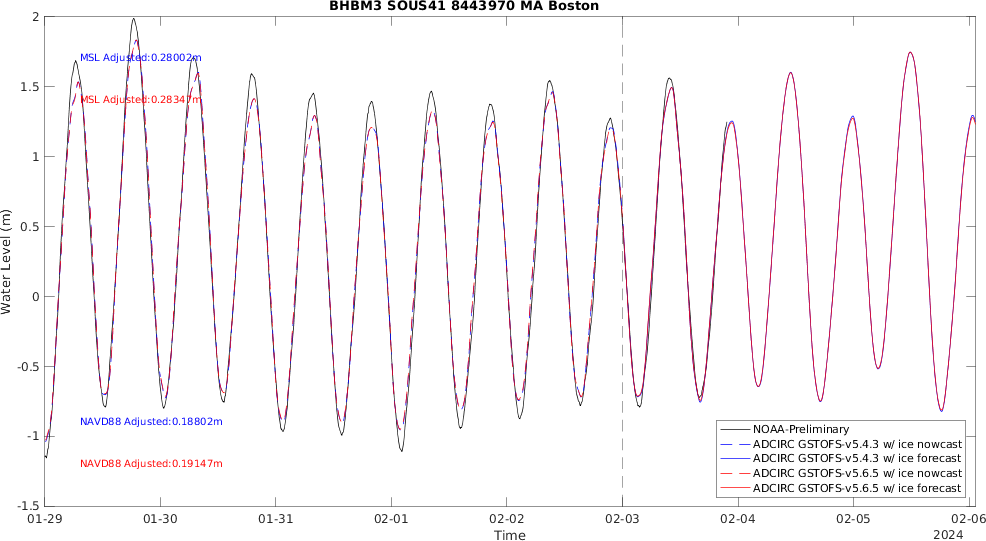 BHBM3 SOUS41 8443970 MA Boston
2
1.5
1
0.5
0
-0.5
-1
-1.5
Water Level (m)
MSL Adjusted:0.28002m
MSL Adjusted:0.28347m
NAVD88 Adjusted:0.18802m
NAVD88 Adjusted:0.19147m
NOAA-Preliminary
ADCIRC GSTOFS-v5.4.3 w/ ice nowcast
ADCIRC GSTOFS-v5.4.3 w/ ice forecast
ADCIRC GSTOFS-v5.6.5 w/ ice nowcast
ADCIRC GSTOFS-v5.6.5 w/ ice forecast
01-29 01-30 01-31 02-01 02-02 02-03 02-04 02-05 02-06
Time
2024